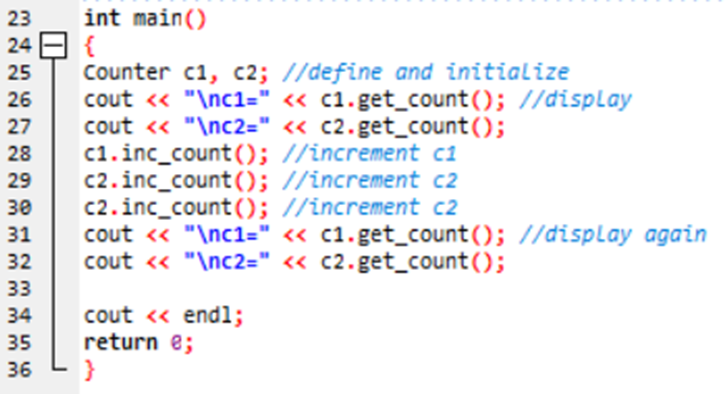 23 int main()
24 {
25 Counter c1, c2; //define and initialize
26 cout << "\nc1=" << c1.get_count(); //display
27 cout << "\nc2=" << c2.get_count();
28 c1.inc_count(); //increment c1
29 c2.inc_count(); //increment c2
30 c2.inc_count(); //increment c2
31 cout << "\nc1=" << c1.get_count(); //display again
32 cout << "\nc2=" << c2.get_count();
33
34 cout << endl;
35 return 0;
36 }